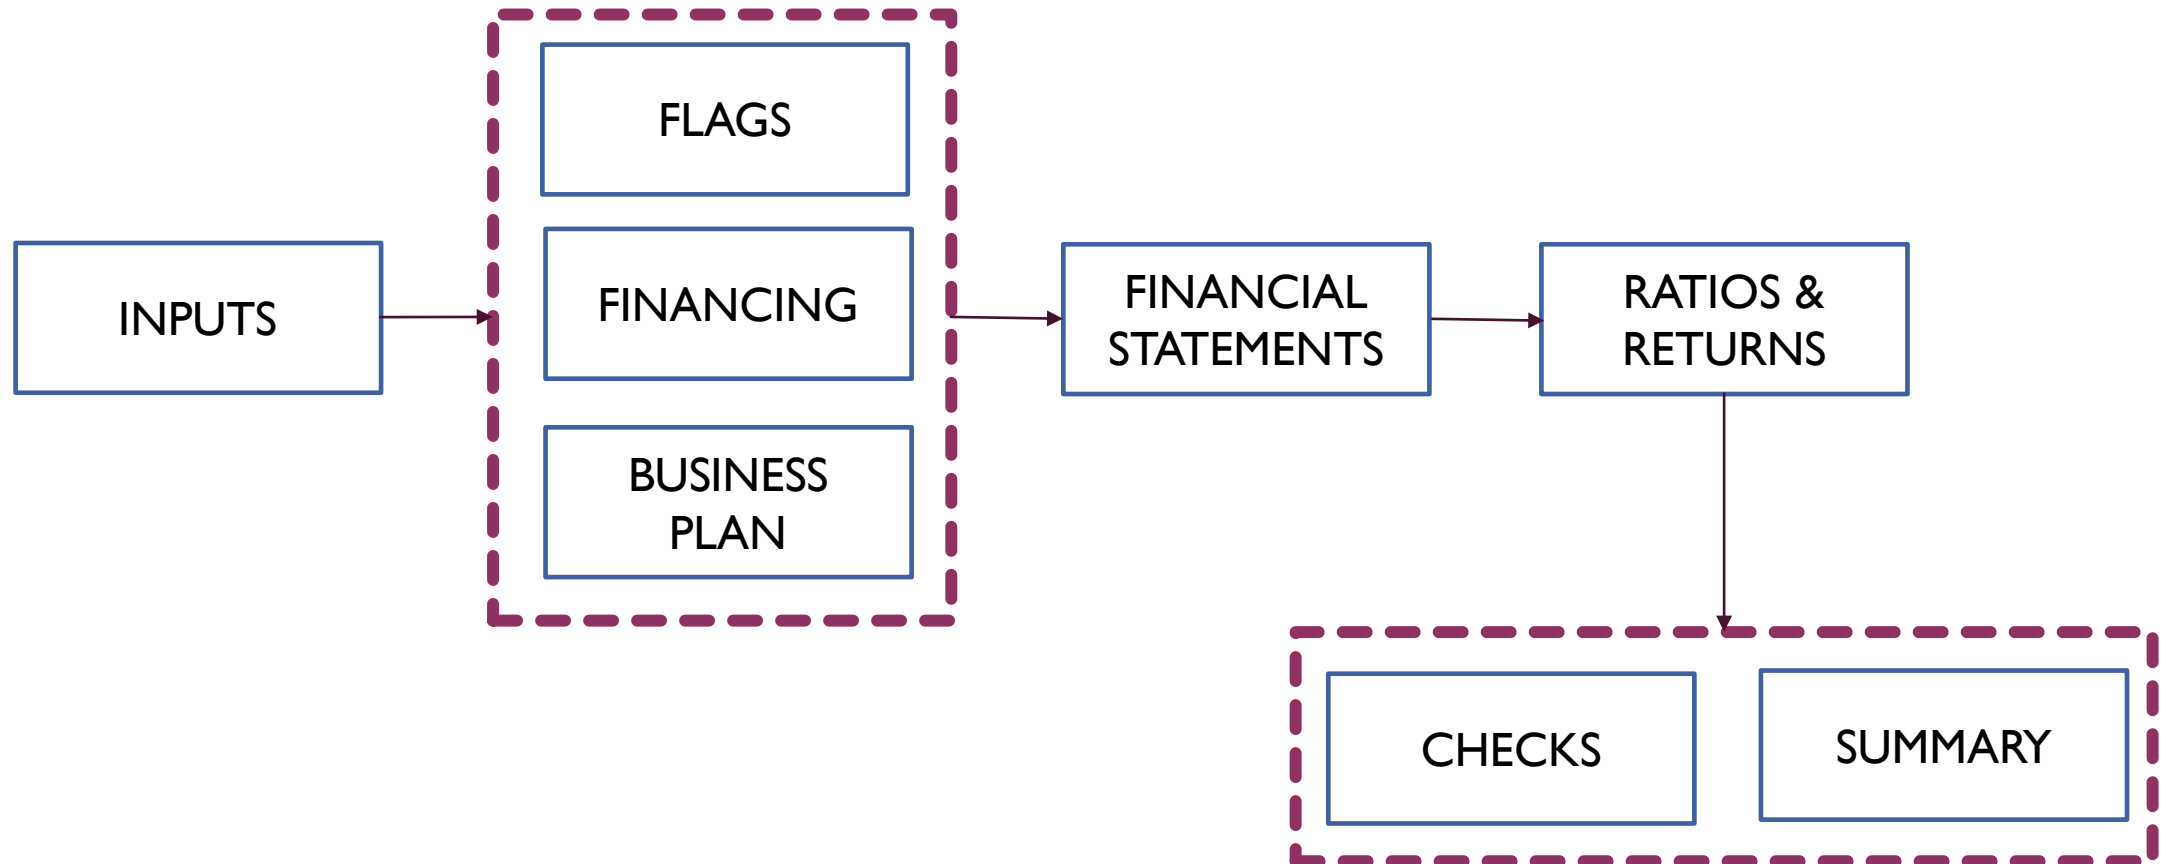 INPUTS
FLAGS
FINANCING
BUSINESS
PLAN
FINANCIAL
STATEMENTS
RATIOS &
RETURNS
CHECKS
SUMMARY